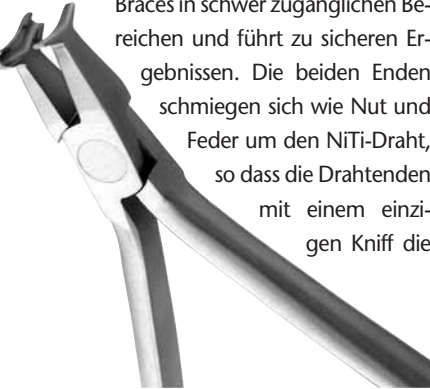 Braces in schwer zugänglichen Be-
reichen und führt zu sicheren Er-
gebnissen. Die beiden Enden
schmiegen sich wie Nut und
Feder um den NiTi-Draht,
so dass die Drahtenden
mit einem einzi-
gen Kniff die